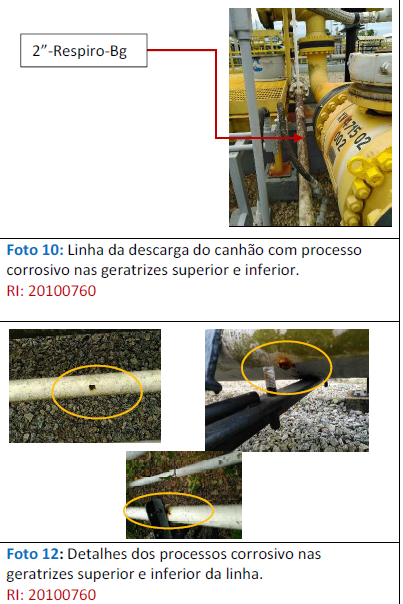 2”-Respiro-Bg
Foto 10: Linha da descarga do canhão com processo
corrosivo nas geratrizes superior e inferior.
RI: 20100760
Foto 12: Detalhes dos processos corrosivo nas
geratrizes superior e inferior da linha.
RI: 20100760